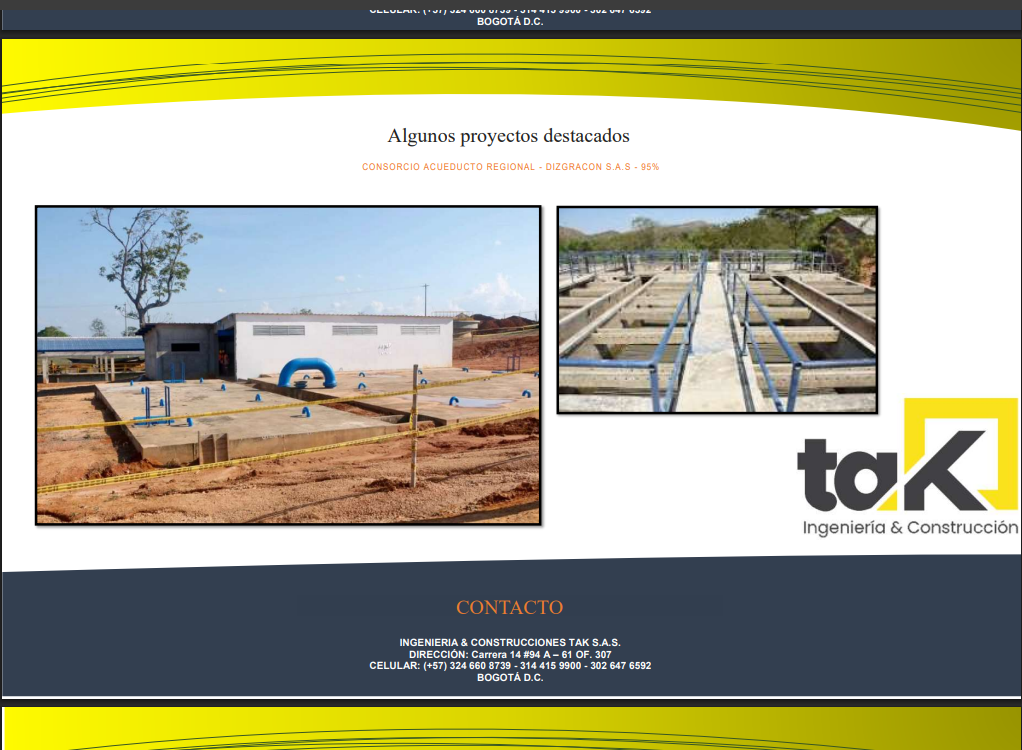 CELULAR: (+57) 324 660 8739 - 314 415 9900 - 302 647 6592
BOGOTÁ D.C.
Algunos proyectos destacados
CONSORCIO ACUEDUCTO REGIONAL - DIZGRACON S.A.S - 95%
taK
Ingeniería & Construcción
CONTACTO
INGENIERIA & CONSTRUCCIONES TAK S.A.S.
DIRECCIÓN: Carrera 14 #94 A – 61 OF. 307
CELULAR: (+57) 324 660 8739 - 314 415 9900 - 302 647 6592
BOGOTÁ D.C.